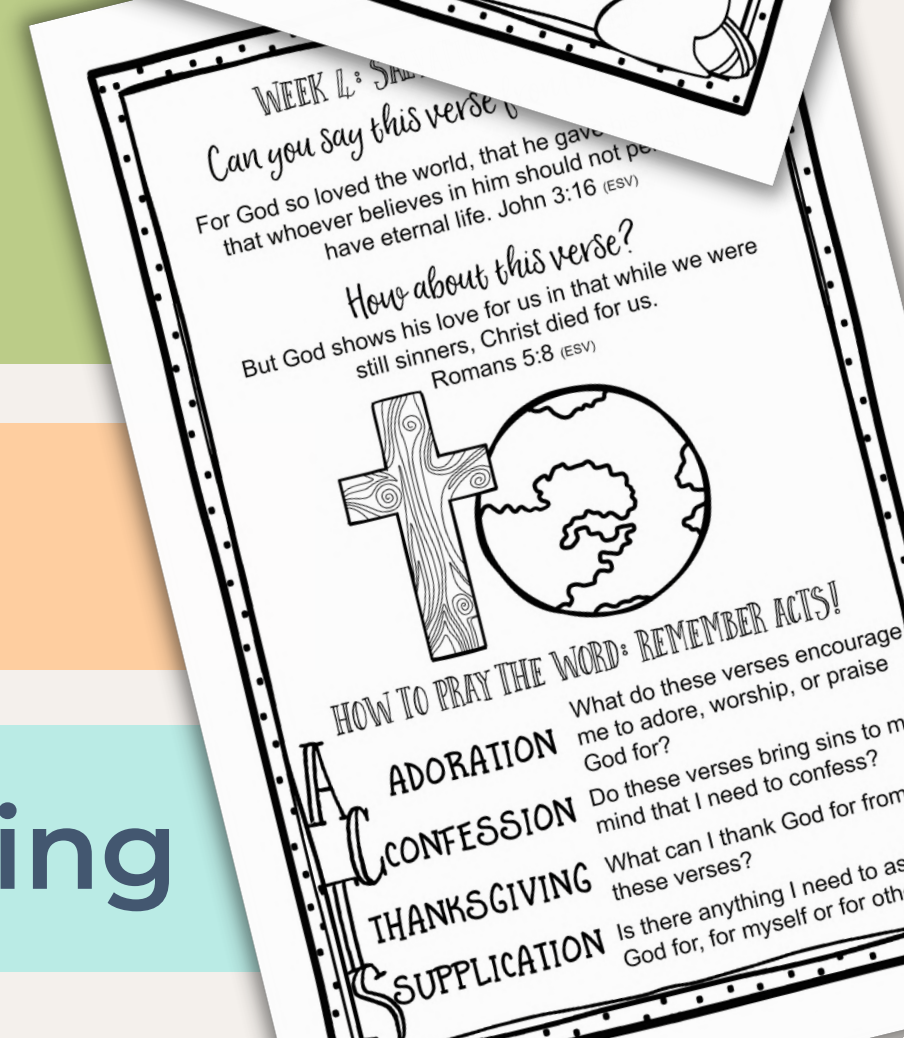 WEEK 4:
Can you say this verse
For God so loved the world, that he gave
that whoever believes in him should not
have eternal life. John 3:16 (ESV)
How about this verse?
But God shows his love for us in that while we were
still sinners, Christ died for us.
Romans 5:8 (ESV)
HOW TO PRAY THE WORD: REMEMBER ACTS!
A ADORATION What do these verses encourage
me to adore, worship, or praise
God for?
C CONFESSION Do these verses bring sins to
mind that I need to confess?
T THANKSGIVING What can I thank God for from
these verses?
S SUPPLICATION Is there anything I need to
God for, for myself or for
ing